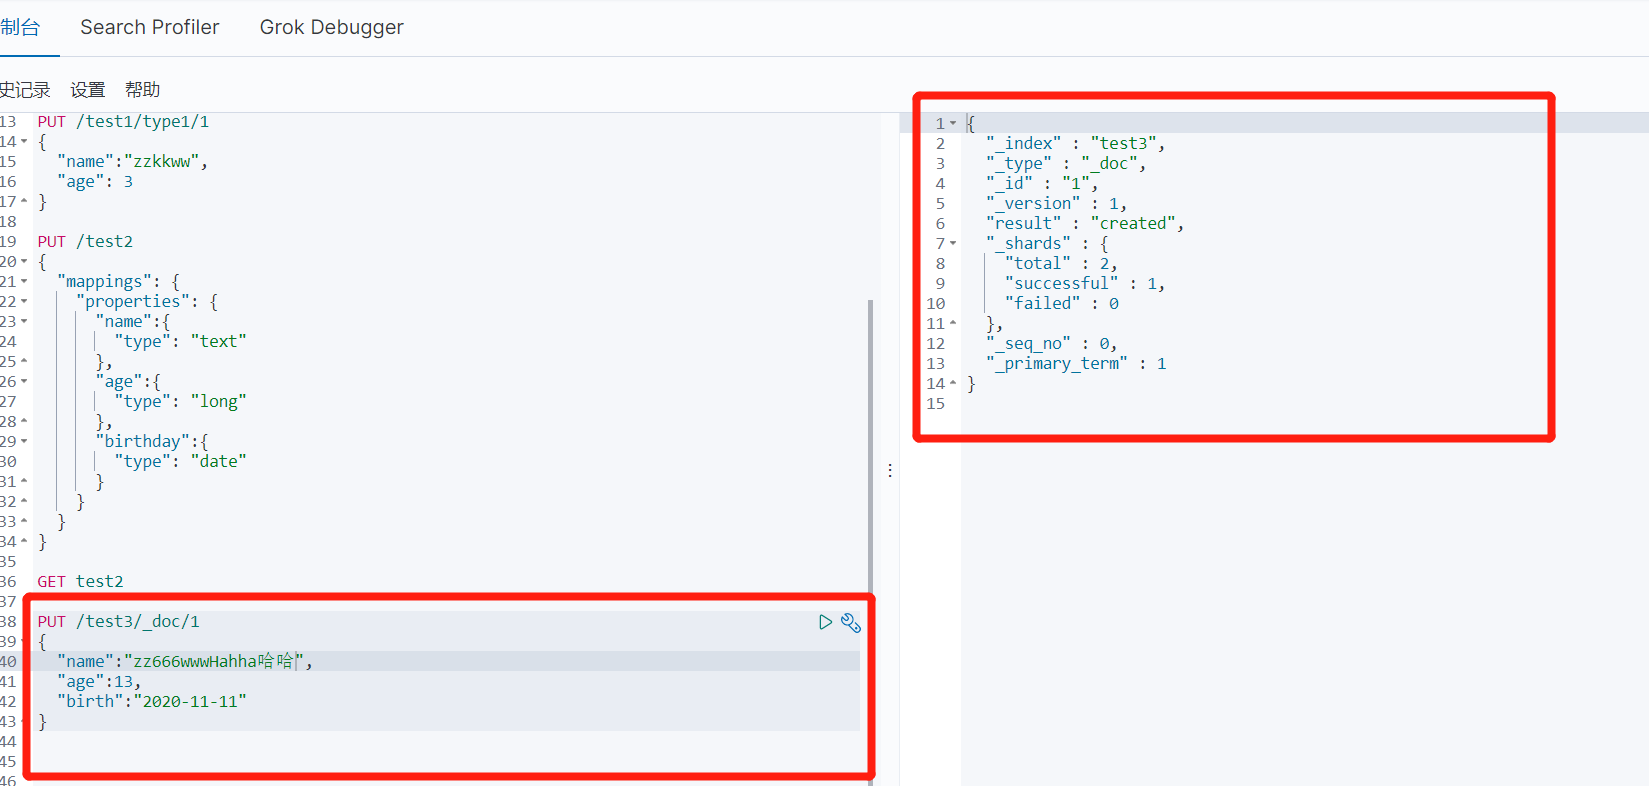 制台 Search Profiler Grok Debugger
史记录 设置 帮助
13 PUT /test1/type1/1
14 {
15 "name":"zzkkww",
16 "age": 3
17 }
18
19 PUT /test2
20 {
21 "mappings": {
22 "properties": {
23 "name":{
24 "type": "text"
25 },
26 "age":{
27 "type": "long"
28 },
29 "birthday":{
30 "type": "date"
31 }
32 }
33 }
34 }
35
36 GET test2
37
38 PUT /test3/_doc/1
39 {
40 "name":"zz666wwwHahha哈哈",
41 "age":13,
42 "birth":"2020-11-11"
43 }
44
45
46
1 {
2 "_index" : "test3",
3 "_type" : "_doc",
4 "_id" : "1",
5 "_version" : 1,
6 "result" : "created",
7 "_shards" : {
8 "total" : 2,
9 "successful" : 1,
10 "failed" : 0
11 },
12 "_seq_no" : 0,
13 "_primary_term" : 1
14 }
15